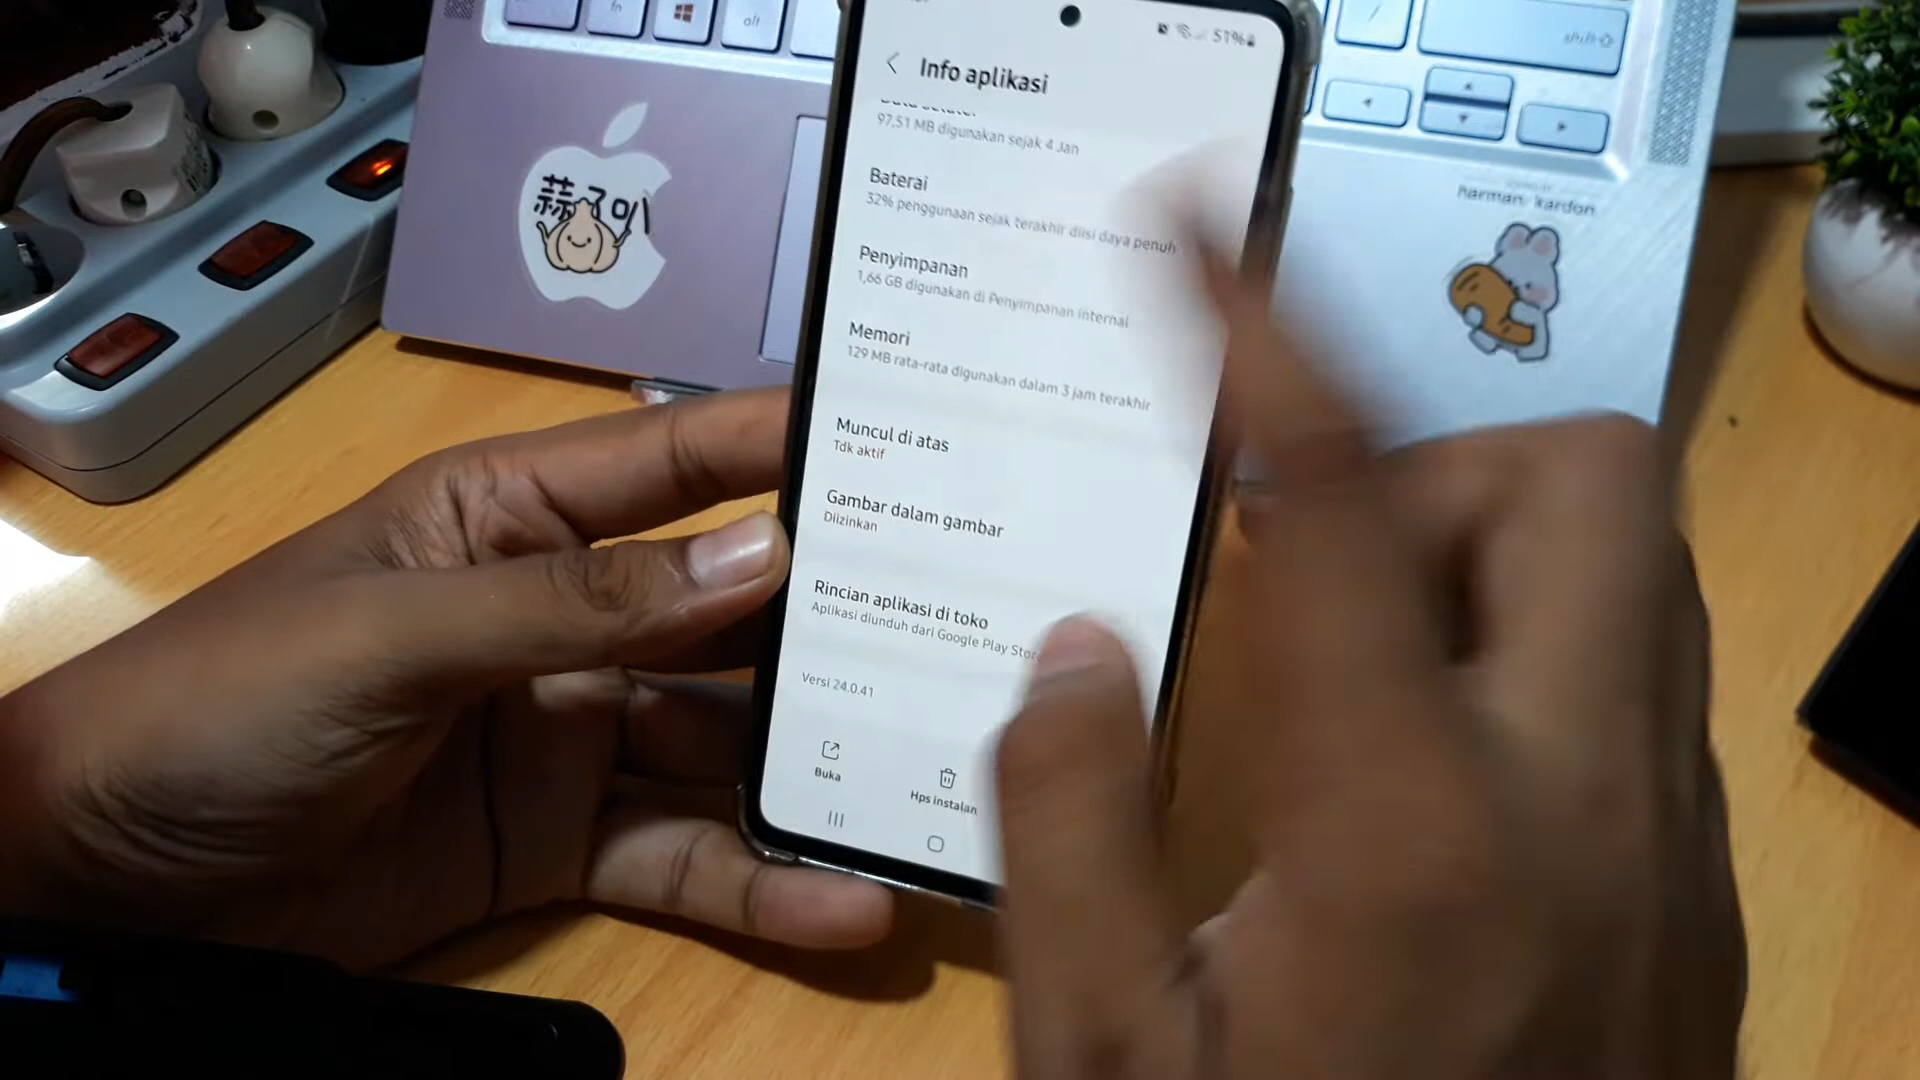 fn
alt
/
shift
51%
Info aplikasi
97,51 MB digunakan sejak 4 Jan
Baterai
32% penggunaan sejak terakhir diisi daya penuh
Penyimpanan
1,66 GB digunakan di Penyimpanan internal
Memori
129 MB rata-rata digunakan dalam 3 jam terakhir
Muncul di atas
Tdk aktif
Gambar dalam gambar
Diizinkan
Rincian aplikasi di toko
Aplikasi diunduh dari Google Play Store
Versi 24.0.41
Buka
Hps instalan
harman/kardon